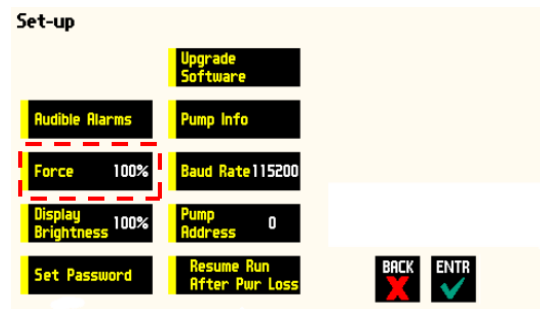 Set-up
Upgrade
Software
Audible Alarms
Pump Info
Force 100%
Baud Rate 115200
Display
Brightness 100%
Pump
Address 0
Set Password
Resume Run
After Pwr Loss
BACK
ENTR